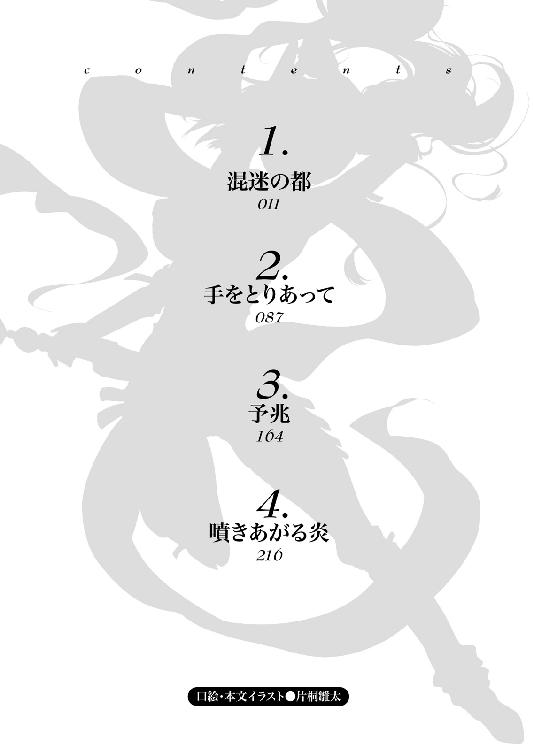 contents
1.
混迷の都
011
2.
手をとりあって
087
3.
予兆
164
4.
噴きあがる炎
216
口絵・本文イラスト●片桐雛太